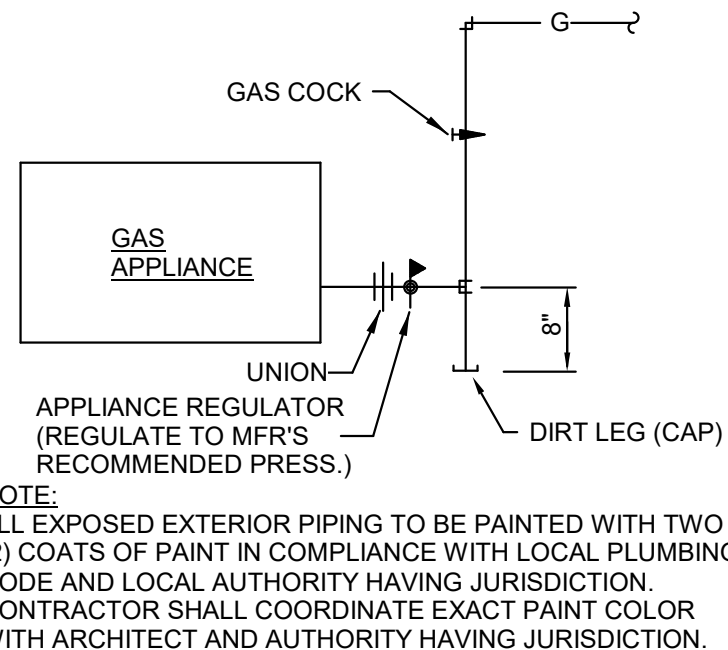 G
GAS COCK
GAS
APPLIANCE
8"
UNION
APPLIANCE REGULATOR
(REGULATE TO MFR'S
RECOMMENDED PRESS.)
DIRT LEG (CAP)
OTE:
LL EXPOSED EXTERIOR PIPING TO BE PAINTED WITH TWO
2) COATS OF PAINT IN COMPLIANCE WITH LOCAL PLUMBING
ODE AND LOCAL AUTHORITY HAVING JURISDICTION.
ONTRACTOR SHALL COORDINATE EXACT PAINT COLOR
WITH ARCHITECT AND AUTHORITY HAVING JURISDICTION.